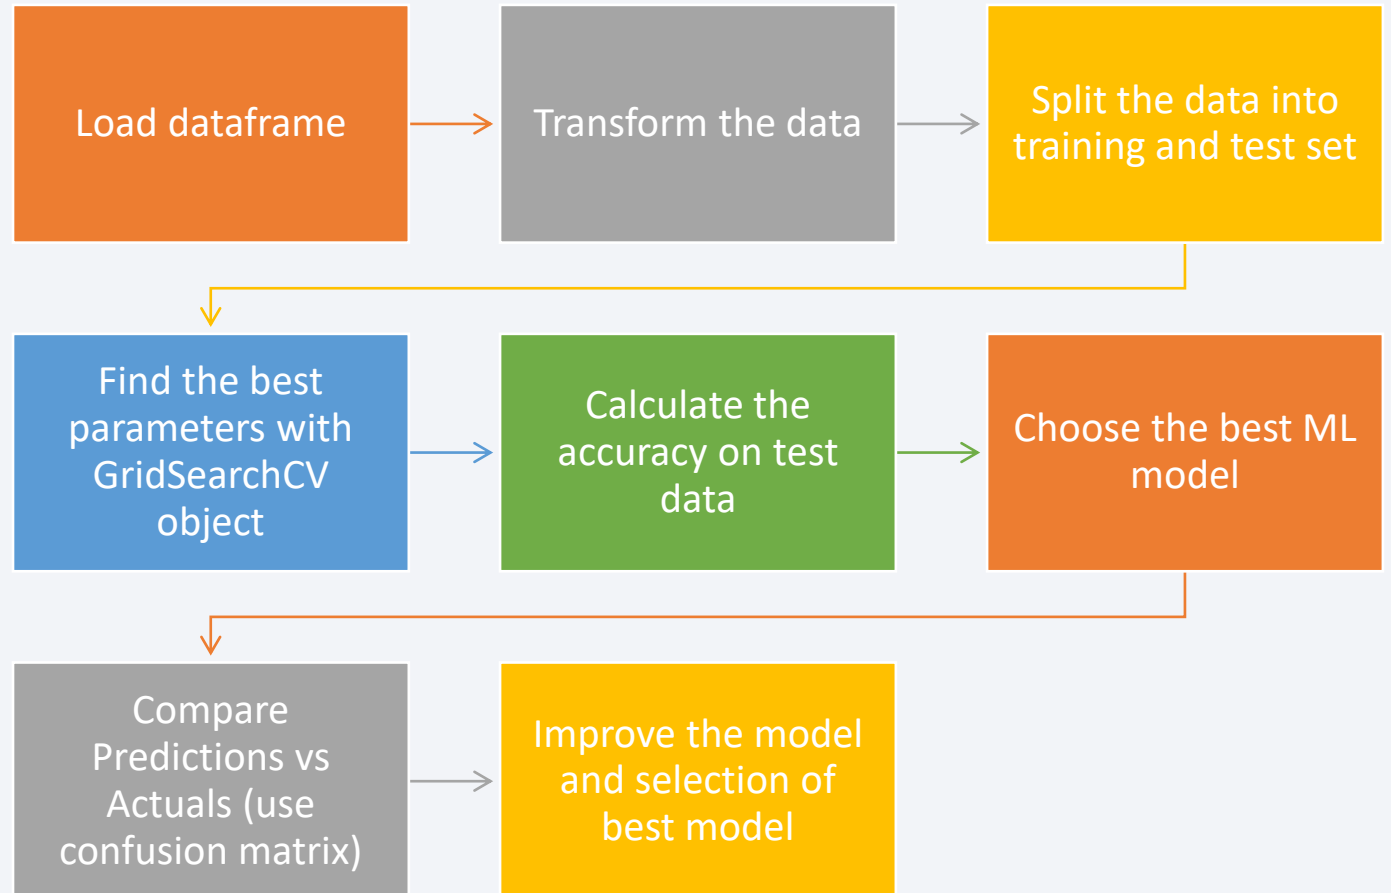 Load dataframe
Transform the data
Split the data into
training and test set
Find the best
parameters with
GridSearchCV
object
Calculate the
accuracy on test
data
Choose the best ML
model
Compare
Predictions vs
Actuals (use
confusion matrix)
Improve the model
and selection of
best model